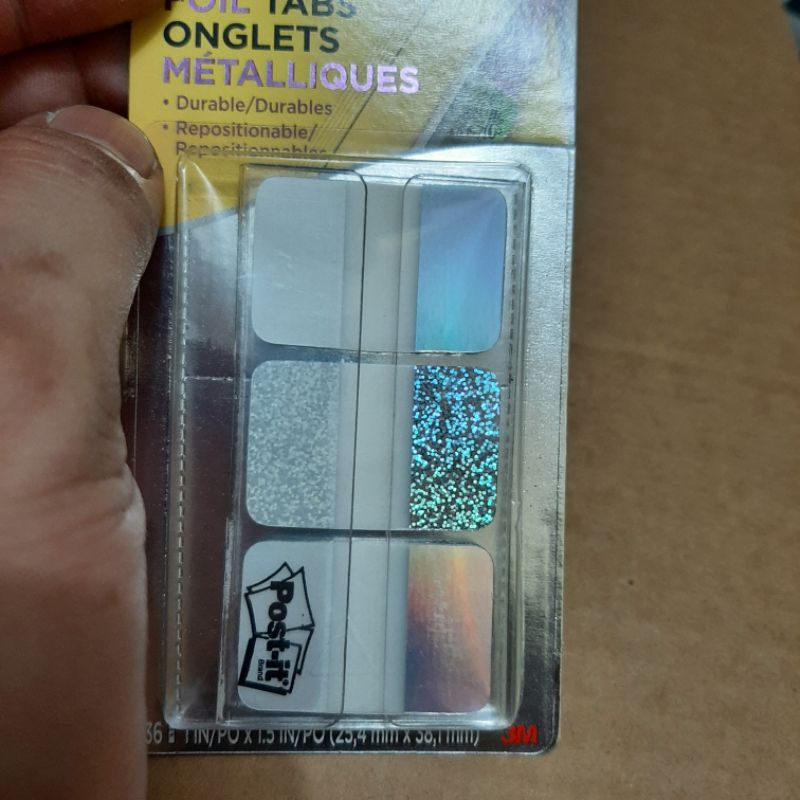 FOIL TABS
ONGLETS
MÉTALLIQUES
• Durable/Durables
• Repositionable/
Repositionnables
Post-it
Brand
36
1 IN/PO x 1.5 IN/PO (25,4 mm x 38,1 mm)
3M